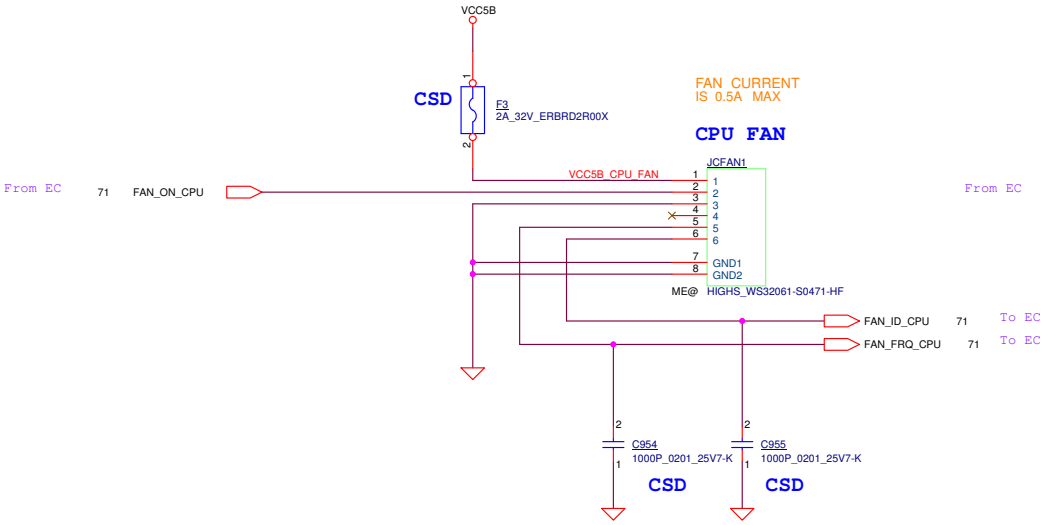 VCC5B
1
CSD
F3
2A_32V_ERBRD2R00X
2
FAN CURRENT
IS 0.5A MAX
CPU FAN
JCFAN1
VCC5B_CPU_FAN
1 1
From EC 71 FAN_ON_CPU
2 2
From EC
3 3
4 4
5 5
6 6
7 GND1
8 GND2
ME@ HIGHS_WS32061-S0471-HF
FAN_ID_CPU 71 To EC
FAN_FRQ_CPU 71 To EC
2
C954
1000P_0201_25V7-K
1
CSD
2
C955
1000P_0201_25V7-K
1
CSD